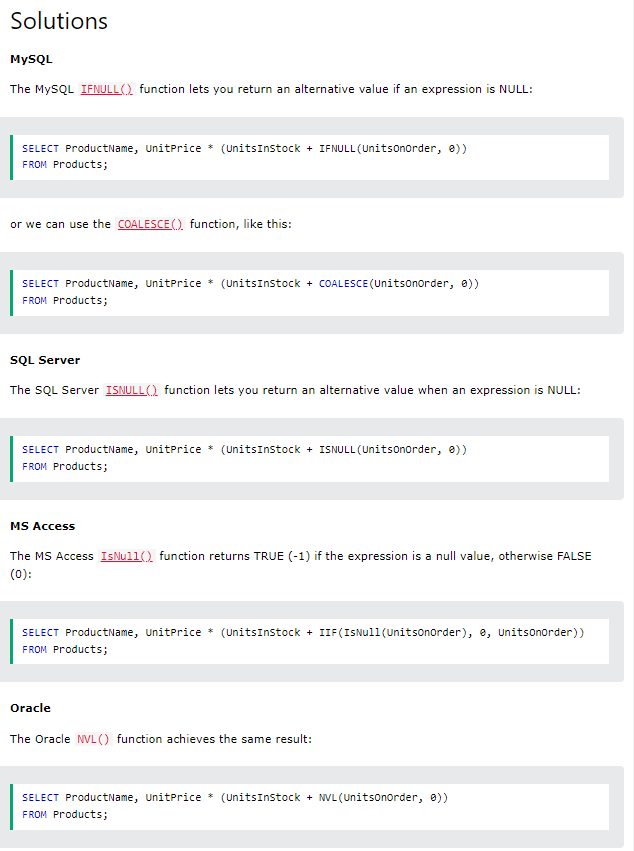 Solutions
MySQL
The MySQL IFNULL() function lets you return an alternative value if an expression is NULL:
SELECT ProductName, UnitPrice * (UnitsInStock + IFNULL(UnitsOnOrder, 0))
FROM Products;
or we can use the COALESCE() function, like this:
SELECT ProductName, UnitPrice * (UnitsInStock + COALESCE(UnitsOnOrder, 0))
FROM Products;
SQL Server
The SQL Server ISNULL() function lets you return an alternative value when an expression is NULL:
SELECT ProductName, UnitPrice * (UnitsInStock + ISNULL(UnitsOnOrder, 0))
FROM Products;
MS Access
The MS Access IsNull() function returns TRUE (-1) if the expression is a null value, otherwise FALSE
(0):
SELECT ProductName, UnitPrice * (UnitsInStock + IIF(IsNull(UnitsOnOrder), 0, UnitsOnOrder))
FROM Products;
Oracle
The Oracle NVL() function achieves the same result:
SELECT ProductName, UnitPrice * (UnitsInStock + NVL(UnitsOnOrder, 0))
FROM Products;